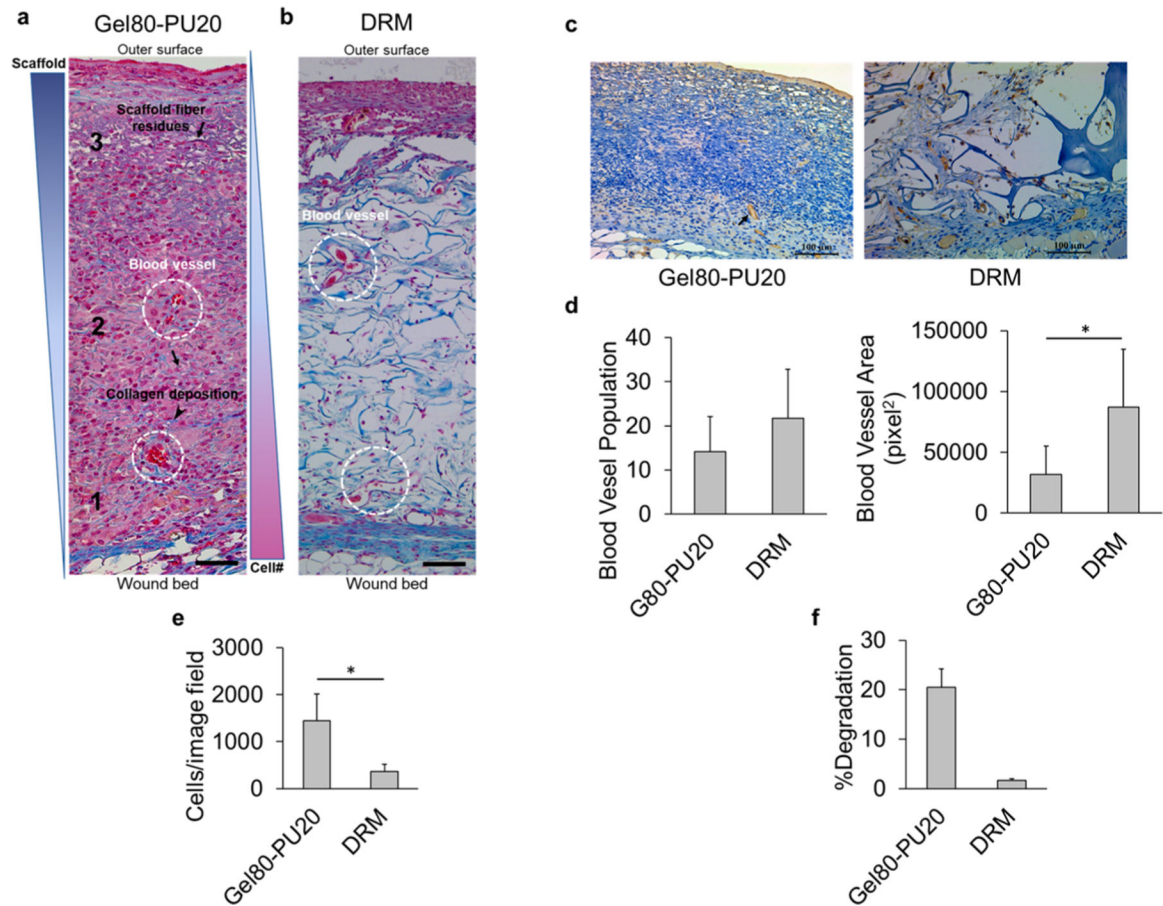 a
Gel80-PU20
Outer surface
Scaffold
Scaffold fiber
residues
3
Blood vessel
2
Collagen deposition
1
Wound bed
Cell#
b
DRM
Outer surface
Blood vessel
Wound bed
c
100 µm
Gel80-PU20
100 µm
DRM
d
Blood Vesel Population
40
30
20
10
0
G80-PU20
DRM
Blood Vessel Area
(pixel²)
150000
100000
50000
0
*
G80-PU20
DRM
e
Cells/image field
3000
2000
1000
0
*
Gel80-PU20
DRM
f
%Degradation
30
20
10
0
Gel80-PU20
DRM